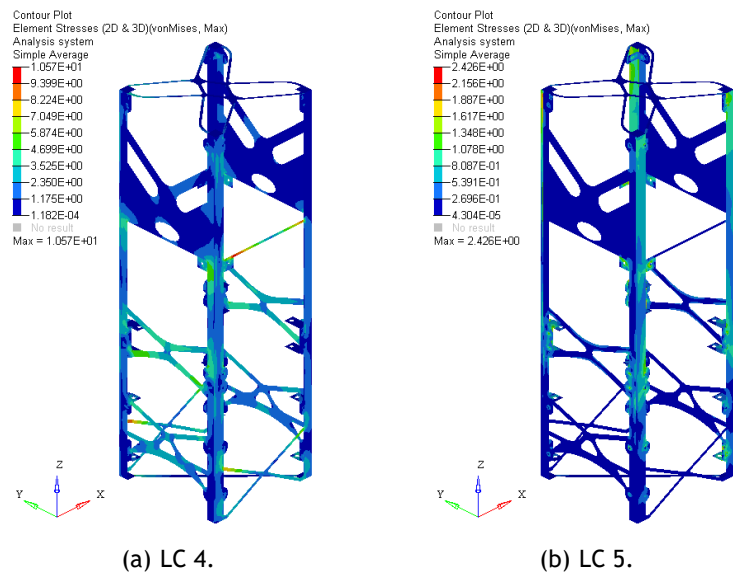 Contour Plot
Element Stresses (2D & 3D)(vonMises, Max)
Analysis system
Simple Average
1.057E+01
9.399E+00
8.224E+00
7.049E+00
5.874E+00
4.699E+00
3.525E+00
2.350E+00
1.175E+00
1.182E-04
No result
Max = 1.057E+01
Z
Y
X
(a) LC 4.
Contour Plot
Element Stresses (2D & 3D)(vonMises, Max)
Analysis system
Simple Average
2.426E+00
2.156E+00
1.887E+00
1.617E+00
1.348E+00
1.078E+00
8.087E-01
5.391E-01
2.696E-01
4.304E-05
No result
Max = 2.426E+00
Z
Y
X
(b) LC 5.